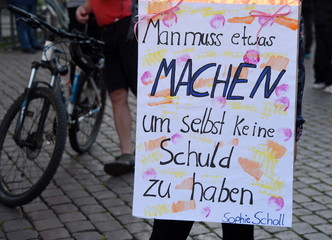 Man muss etwas
MACHEN
um selbst keine
Schuld
zu haben
Sophie Scholl